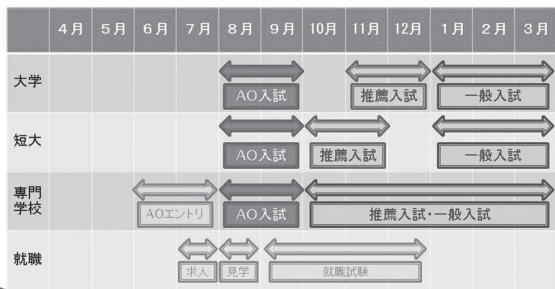 4月 5月 6月 7月 8月 9月 10月 11月 12月 1月 2月 3月
大学
AO入試 推薦入試 一般入試
短大
AO入試 推薦入試 一般入試
専門
学校
AOエントリ AO入試 推薦入試・一般入試
就職
求人 見学 就職試験